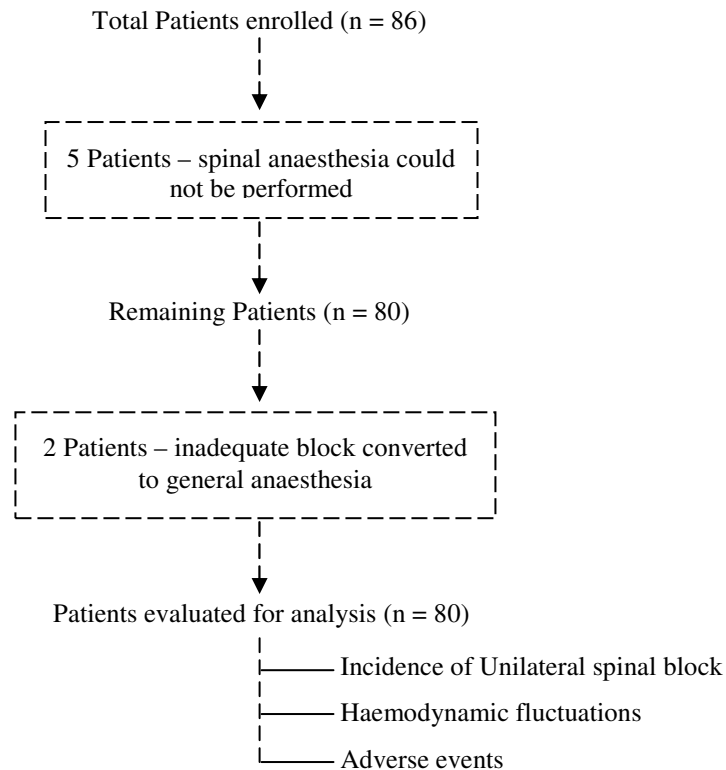 Total Patients enrolled (n = 86)
5 Patients – spinal anaesthesia could
not be performed
Remaining Patients (n = 80)
2 Patients – inadequate block converted
to general anaesthesia
Patients evaluated for analysis (n = 80)
Incidence of Unilateral spinal block
Haemodynamic fluctuations
Adverse events